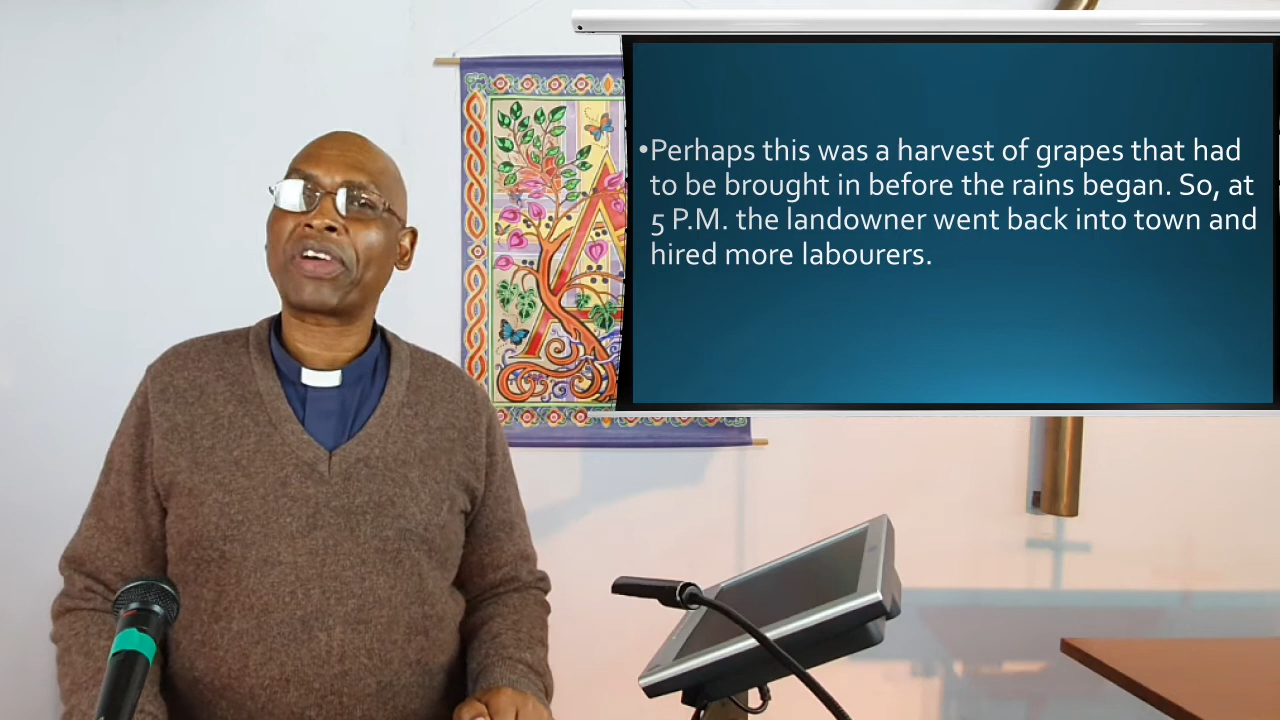 •Perhaps this was a harvest of grapes that had
to be brought in before the rains began. So, at
5 P.M. the landowner went back into town and
hired more labourers.